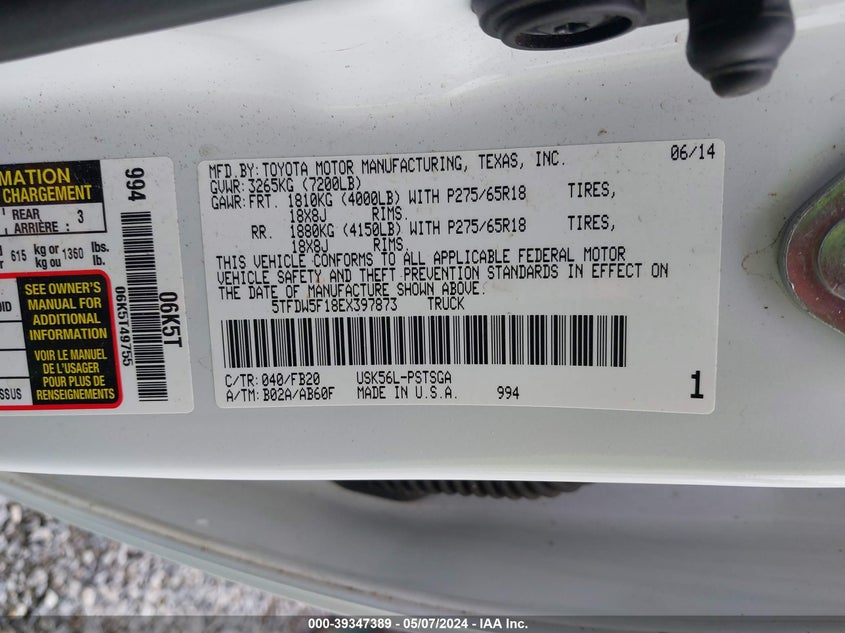 MATION
CHARGEMENT
REAR
ARRIÈRE : 3
615 kg or 1360 lbs.
kg ou lb.
SEE OWNER'S
MANUAL FOR
ADDITIONAL
INFORMATION
VOIR LE MANUEL
DE L'USAGER
POUR PLUS DE
RENSEIGNEMENTS
994
06K5T49755
06K5T
MFD.BY:TOYOTA MOTOR MANUFACTURING, TEXAS, INC. 06/14
GVWR:3265KG (7200LB)
GAWR:FRT. 1810KG (4000LB) WITH P275/65R18 TIRES,
18X8J RIMS.
RR. 1880KG (4150LB) WITH P275/65R18 TIRES,
18X8J RIMS.
THIS VEHICLE CONFORMS TO ALL APPLICABLE FEDERAL MOTOR
VEHICLE SAFETY AND THEFT PREVENTION STANDARDS IN EFFECT ON
THE DATE OF MANUFACTURE SHOWN ABOVE.
5TFDW5F18EX397873 TRUCK
C/TR:040/FB20 USK56L-PSTSGA
A/TM:B02A/AB60F MADE IN U.S.A. 994 1
000-39347389 - 05/07/2024 - IAA Inc.